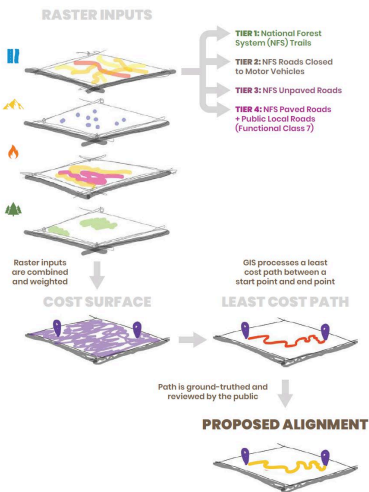 RASTER INPUTS
TIER 1: National Forest
System (NFS) Trails
TIER 2: NFS Roads Closed
to Motor Vehicles
TIER 3: NFS Unpaved Roads
TIER 4: NFS Paved Roads
+ Public Local Roads
(Functional Class 7)
Raster inputs
are combined
and weighted
GIS processes a least
cost path between a
start point and end point
COST SURFACE
LEAST COST PATH
Path is ground-truthed and
reviewed by the public
PROPOSED ALIGNMENT